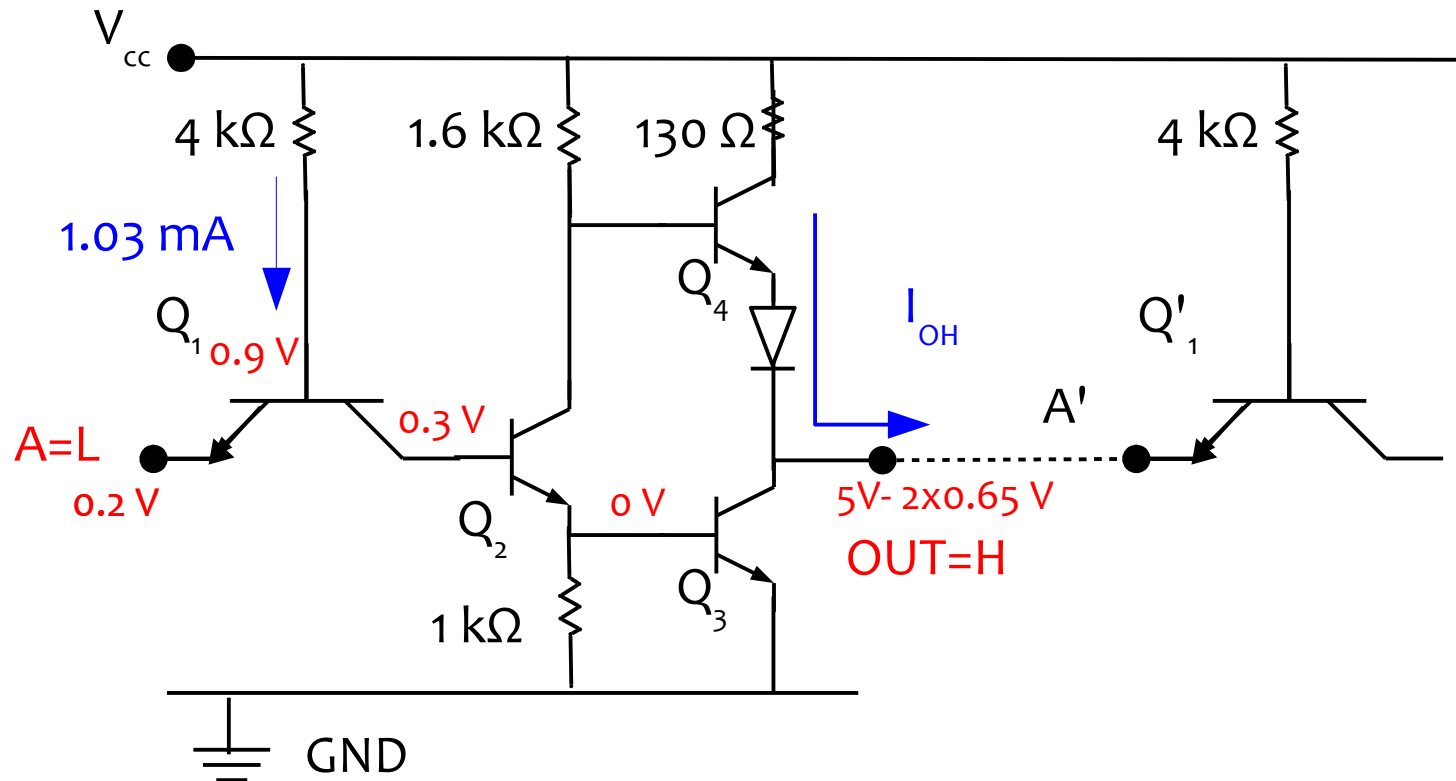 Vcc
4 kΩ
1.6 kΩ
130 Ω
4 kΩ
1.03 mA
Q1
0.9 V
Q4
IOH
Q'1
A=L
0.2 V
0.3 V
A'
Q2
0 V
5V- 2x0.65 V
OUT=H
Q3
1 kΩ
GND